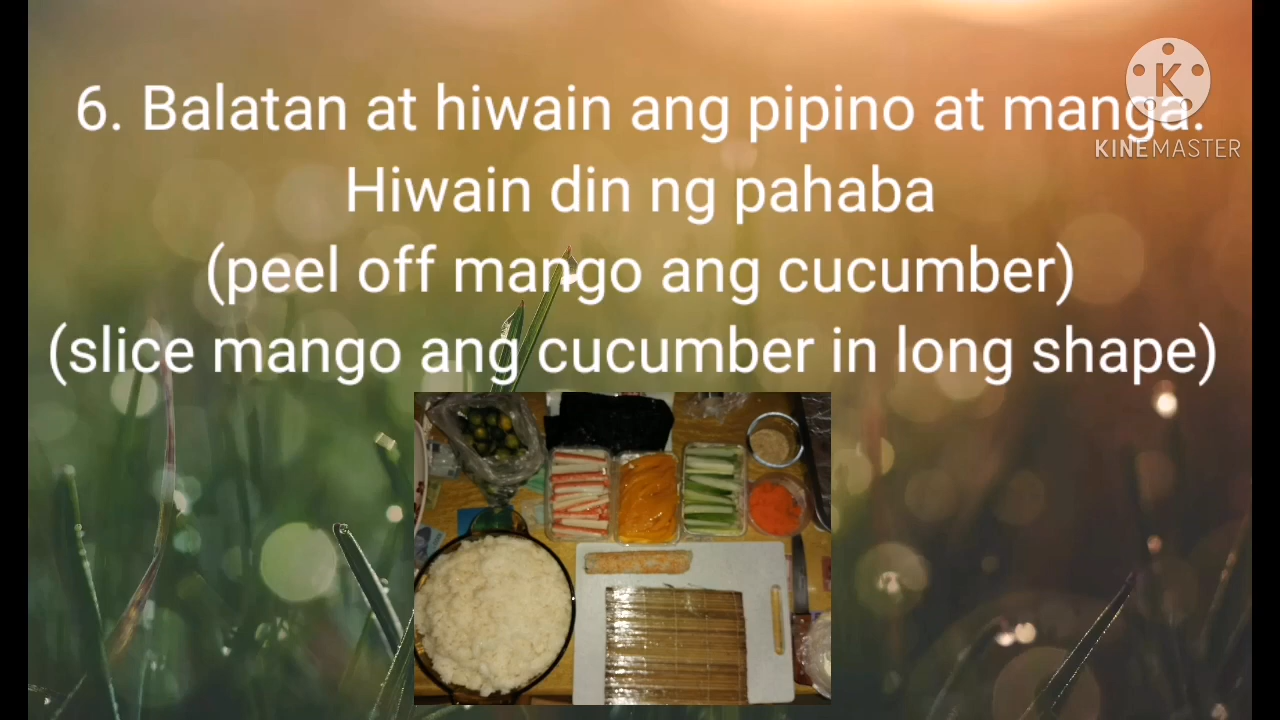 6. Balatan at hiwain ang pipino at manga.
Hiwain din ng pahaba
(peel off mango ang cucumber)
(slice mango ang cucumber in long shape)
K
KINEMASTER